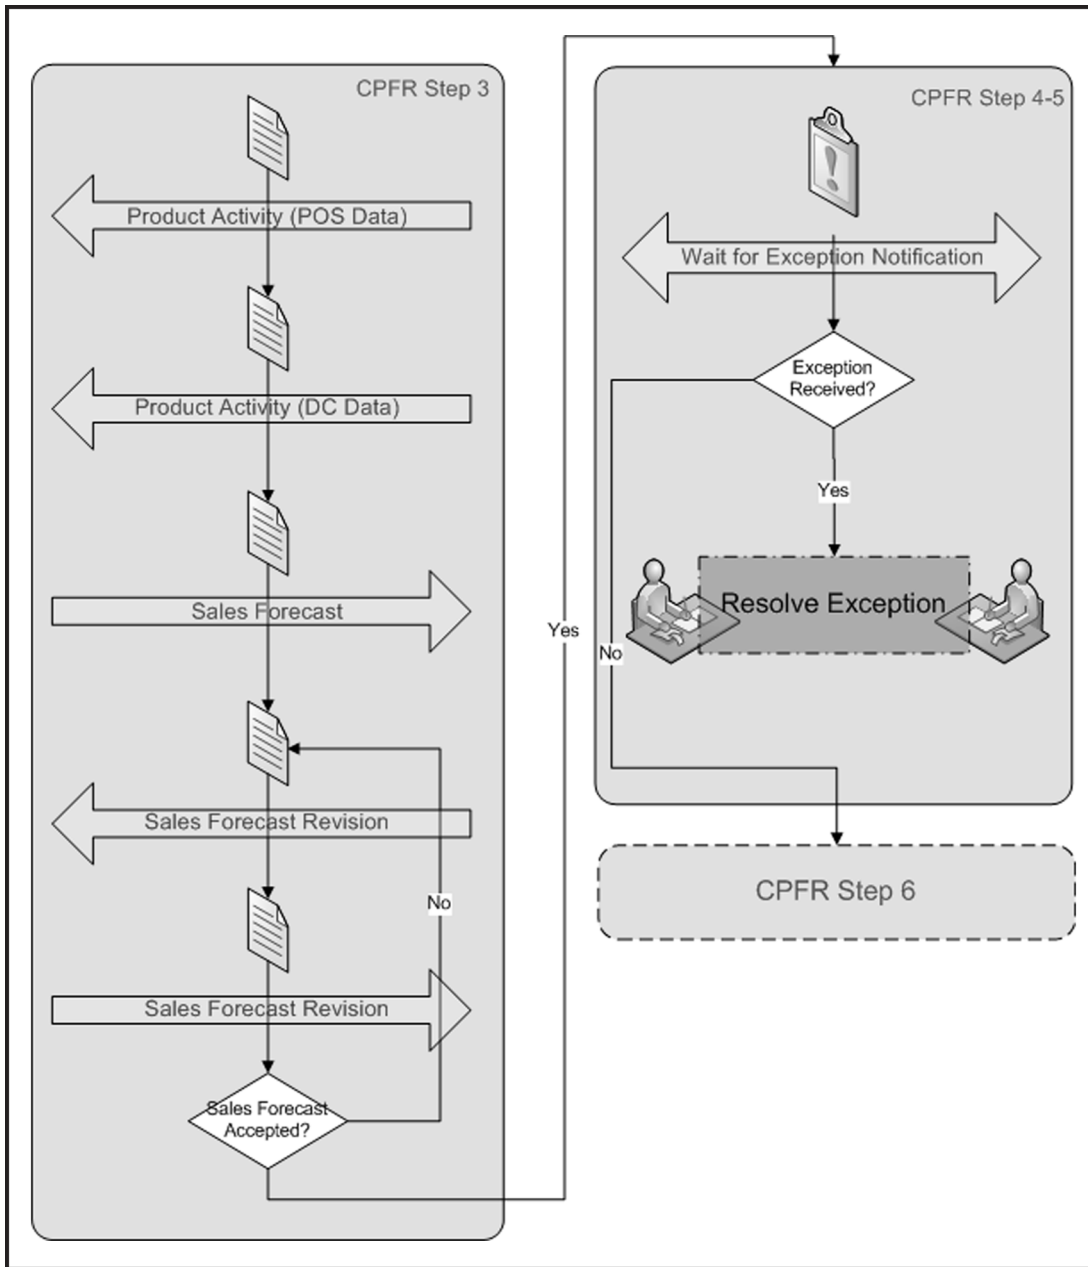 CPFR Step 3
Product Activity (POS Data)
Product Activity (DC Data)
Sales Forecast
Sales Forecast Revision
No
Sales Forecast Revision
Sales Forecast
Accepted?
Yes
CPFR Step 4-5
Wait for Exception Notification
Exception
Received?
Yes
Resolve Exception
No
CPFR Step 6